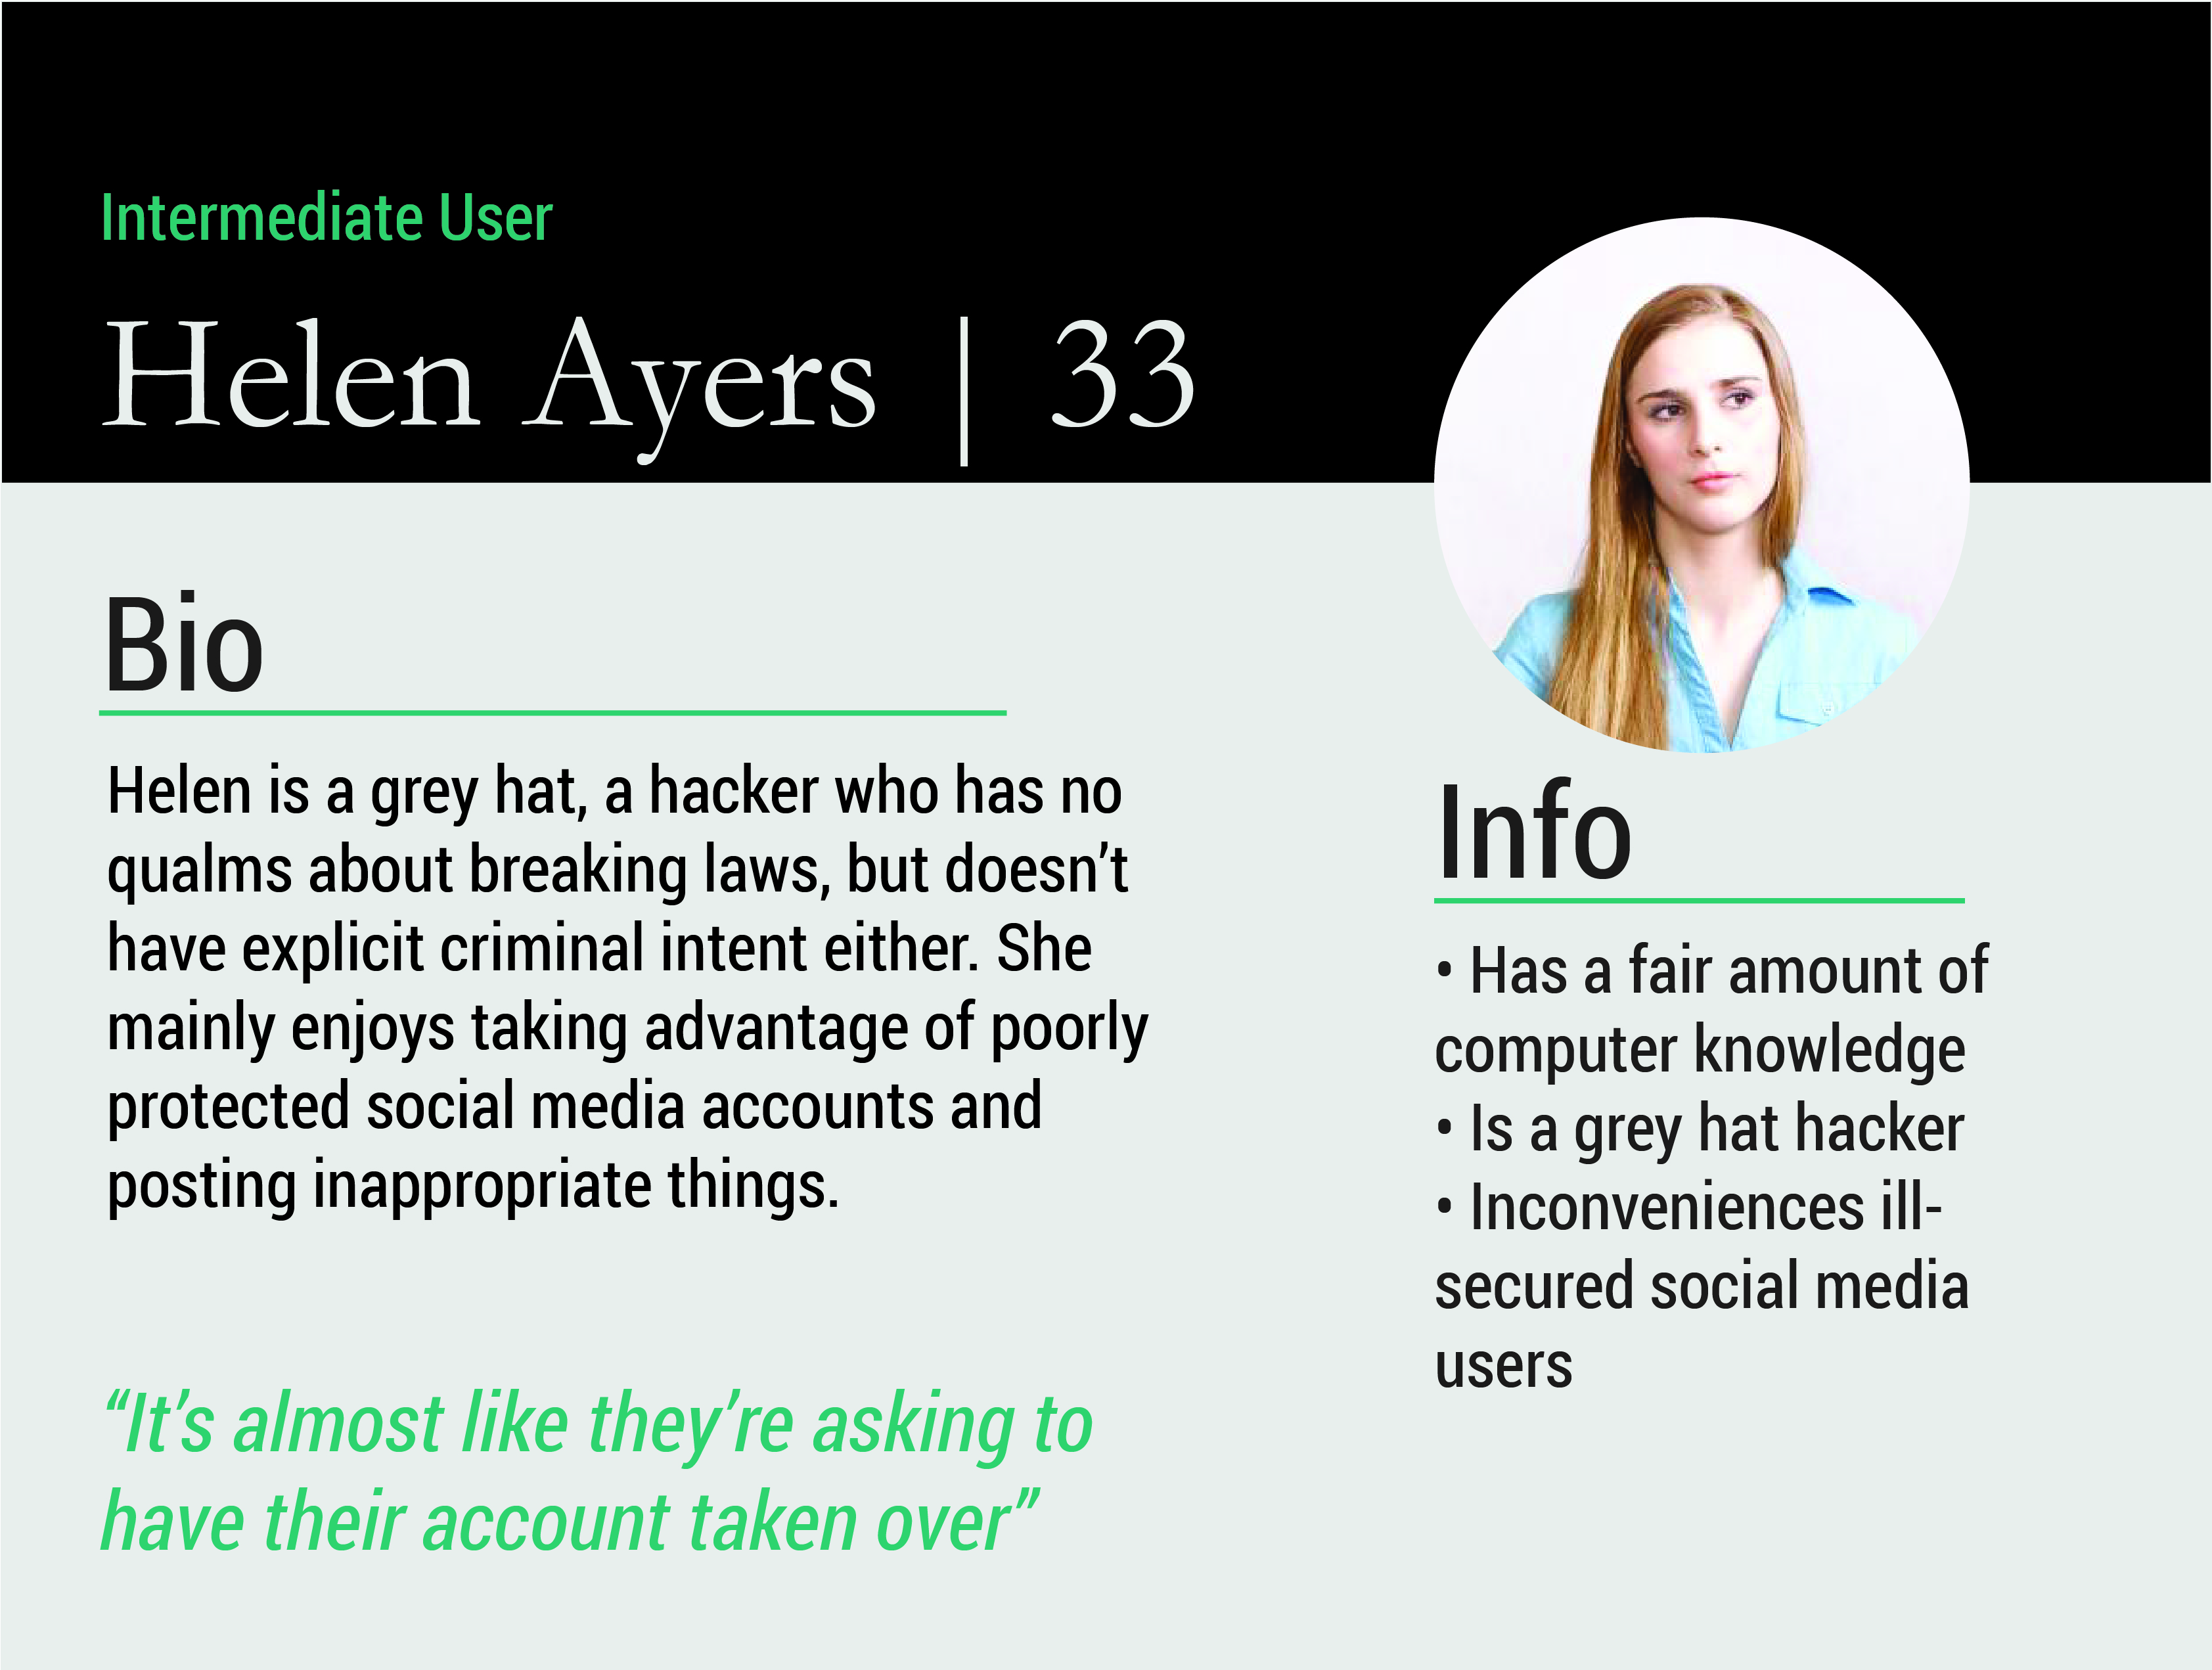 Intermediate User
Helen Ayers | 33
Bio
Helen is a grey hat, a hacker who has no
qualms about breaking laws, but doesn’t
have explicit criminal intent either. She
mainly enjoys taking advantage of poorly
protected social media accounts and
posting inappropriate things.
“It’s almost like they’re asking to
have their account taken over”
Info
• Has a fair amount of
computer knowledge
• Is a grey hat hacker
• Inconveniences ill-
secured social media
users